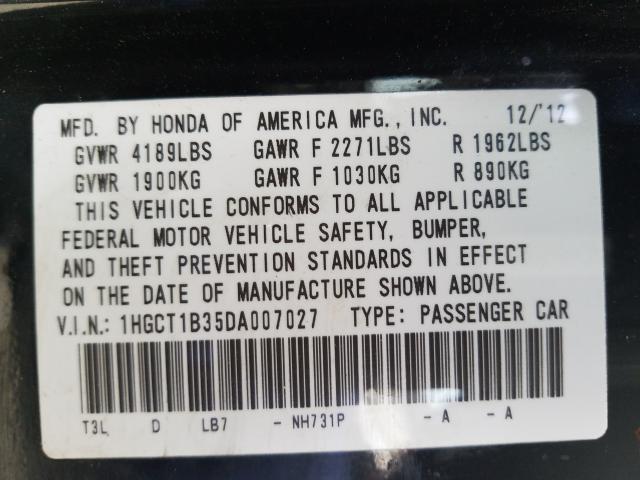 MFD. BY HONDA OF AMERICA MFG., INC. 12/'12
GVWR 4189LBS GAWR F 2271LBS R 1962LBS
GVWR 1900KG GAWR F 1030KG R 890KG
THIS VEHICLE CONFORMS TO ALL APPLICABLE
FEDERAL MOTOR VEHICLE SAFETY, BUMPER,
AND THEFT PREVENTION STANDARDS IN EFFECT
ON THE DATE OF MANUFACTURE SHOWN ABOVE.
V.I.N.: 1HGCT1B35DA007027 TYPE: PASSENGER CAR
T3L D LB7 - NH731P - A - A